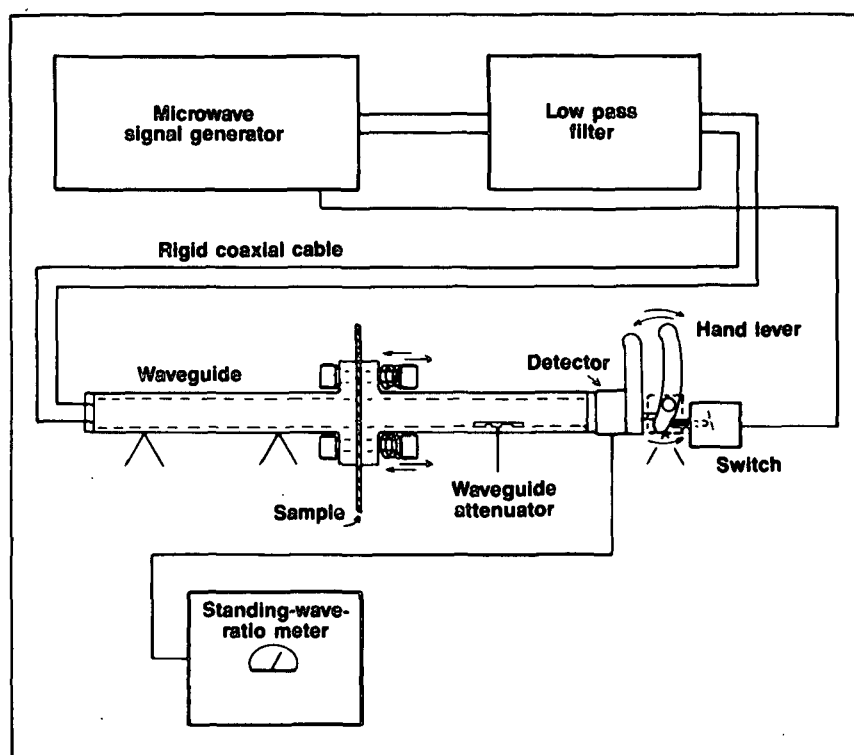 Microwave
signal generator
Low pass
filter
Rigid coaxial cable
Hand lever
Detector
Waveguide
Switch
Waveguide
attenuator
Sample
Standing-wave-
ratio meter